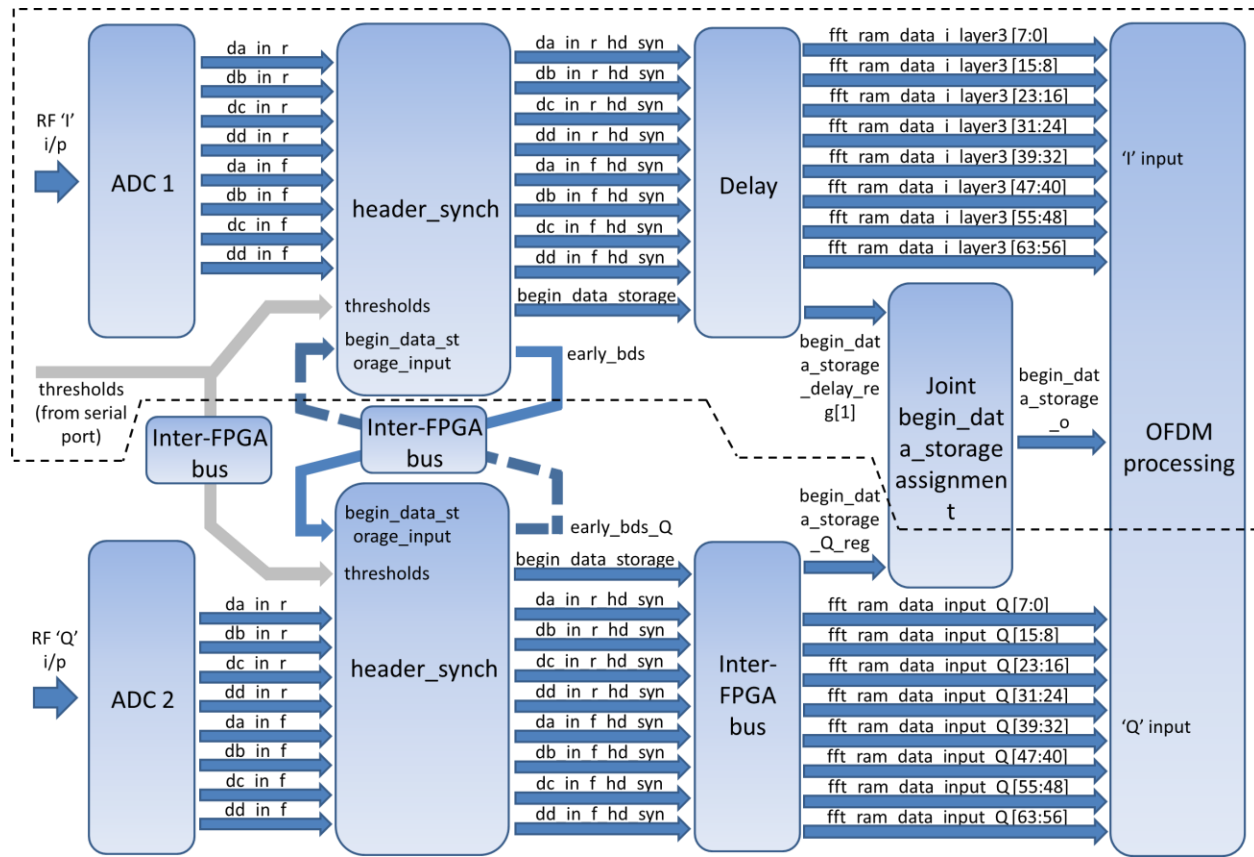 RF ‘I’
i/p
ADC 1
da_in_r
db_in_r
dc_in_r
dd_in_r
da_in_f
db_in_f
dc_in_f
dd_in_f
header_synch
thresholds
begin_data_st
orage_input
da_in_r_hd_syn
db_in_r_hd_syn
dc_in_r_hd_syn
dd_in_r_hd_syn
da_in_f_hd_syn
db_in_f_hd_syn
dc_in_f_hd_syn
dd_in_f_hd_syn
begin_data_storage
early_bds
Delay
fft_ram_data_i_layer3[7:0]
fft_ram_data_i_layer3[15:8]
fft_ram_data_i_layer3[23:16]
fft_ram_data_i_layer3[31:24]
fft_ram_data_i_layer3[39:32]
fft_ram_data_i_layer3[47:40]
fft_ram_data_i_layer3[55:48]
fft_ram_data_i_layer3[63:56]
‘I’ input
begin_dat
a_storage
_delay_re
g[1]
Joint
begin_dat
a_storage
assignmen
t
begin_dat
a_storage
_o
OFDM
processing
thresholds
(from serial
port)
Inter-FPGA
bus
Inter-FPGA
bus
begin_data_st
orage_input
thresholds
header_synch
early_bds_Q
begin_data_storage
begin_dat
a_storage
_Q_reg
RF ‘Q’
i/p
ADC 2
da_in_r
db_in_r
dc_in_r
dd_in_r
da_in_f
db_in_f
dc_in_f
dd_in_f
da_in_r_hd_syn
db_in_r_hd_syn
dc_in_r_hd_syn
dd_in_r_hd_syn
da_in_f_hd_syn
db_in_f_hd_syn
dc_in_f_hd_syn
dd_in_f_hd_syn
Inter-
FPGA
bus
fft_ram_data_input_Q[7:0]
fft_ram_data_input_Q[15:8]
fft_ram_data_input_Q[23:16]
fft_ram_data_input_Q[31:24]
fft_ram_data_input_Q[39:32]
fft_ram_data_input_Q[47:40]
fft_ram_data_input_Q[55:48]
fft_ram_data_input_Q[63:56]
‘Q’ input